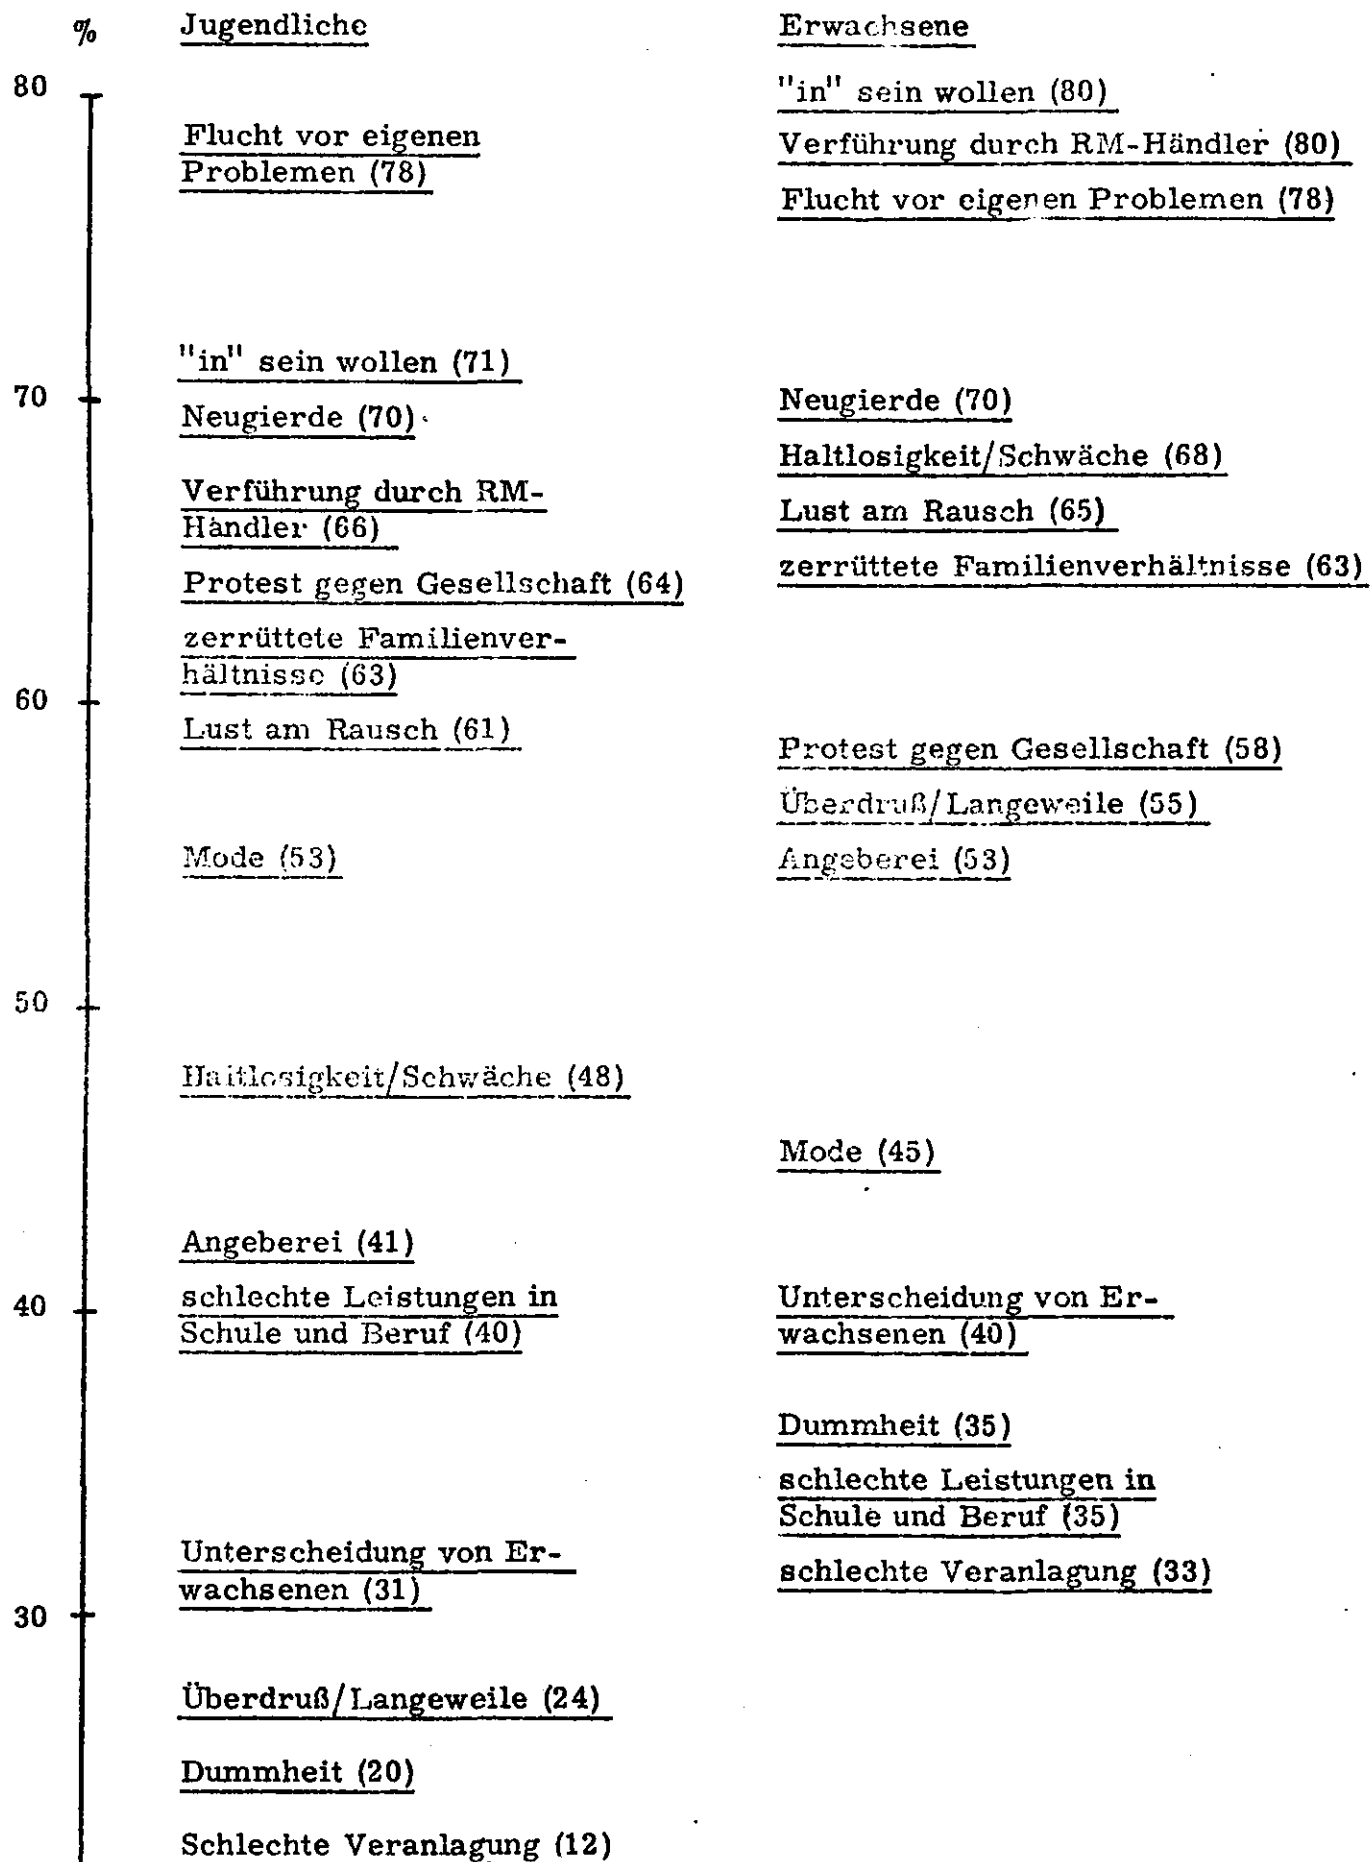 %
Jugendliche
Erwachsene
80
"in" sein wollen (80)
Flucht vor eigenen
Problemen (78)
Verführung durch RM-Händler (80)
Flucht vor eigenen Problemen (78)
"in" sein wollen (71)
70
Neugierde (70)
Neugierde (70)
Haltlosigkeit/Schwäche (68)
Verführung durch RM-
Händler (66)
Lust am Rausch (65)
Protest gegen Gesellschaft (64)
zerrüttete Familienverhältnisse (63)
zerrüttete Familienver-
hältnisse (63)
60
Lust am Rausch (61)
Protest gegen Gesellschaft (58)
Überdruß/Langeweile (55)
Mode (53)
Angeberei (53)
50
Haltlosigkeit/Schwäche (48)
Mode (45)
Angeberei (41)
40
schlechte Leistungen in
Schule und Beruf (40)
Unterscheidung von Er-
wachsenen (40)
Dummheit (35)
schlechte Leistungen in
Schule und Beruf (35)
Unterscheidung von Er-
wachsenen (31)
schlechte Veranlagung (33)
30
Überdruß/Langeweile (24)
Dummheit (20)
Schlechte Veranlagung (12)